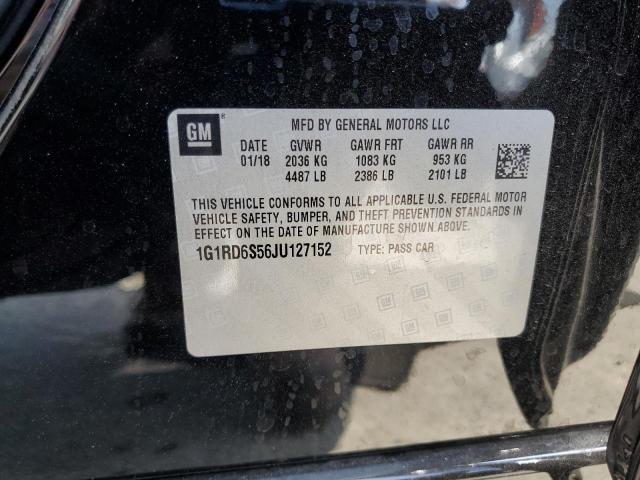 GM ® MFD BY GENERAL MOTORS LLC
DATE GVWR GAWR FRT GAWR RR
01/18 2036 KG 1083 KG 953 KG
4487 LB 2386 LB 2101 LB
THIS VEHICLE CONFORMS TO ALL APPLICABLE U.S. FEDERAL MOTOR
VEHICLE SAFETY, BUMPER, AND THEFT PREVENTION STANDARDS IN
EFFECT ON THE DATE OF MANUFACTURE SHOWN ABOVE.
1G1RD6S56JU127152 TYPE: PASS CAR